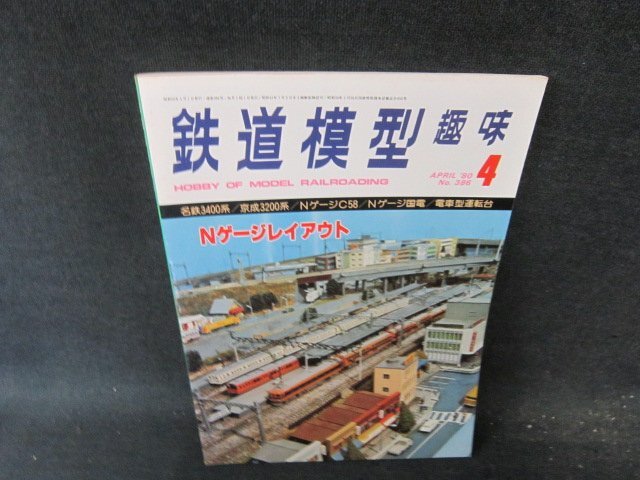 鉄道模型趣味
HOBBY OF MODEL RAILROADING
APRIL '80 4
No. 386
名鉄3400系/京成3200系/NゲージC58/Nゲージ国電/電車型運転台
Nゲージレイアウト